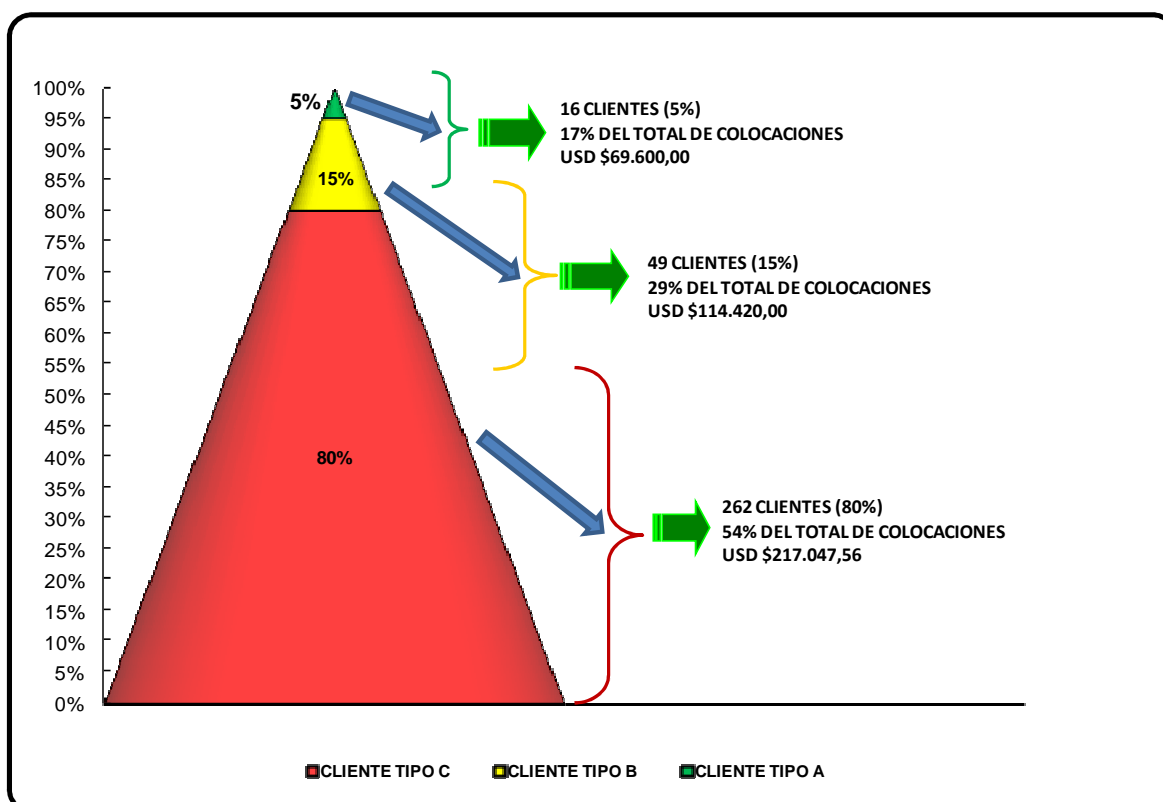 100%
95%
90%
85%
80%
75%
70%
65%
60%
55%
50%
45%
40%
35%
30%
25%
20%
15%
10%
5%
0%
5%
15%
80%
16 CLIENTES (5%)
17% DEL TOTAL DE COLOCACIONES
USD $69.600,00
49 CLIENTES (15%)
29% DEL TOTAL DE COLOCACIONES
USD $114.420,00
262 CLIENTES (80%)
54% DEL TOTAL DE COLOCACIONES
USD $217.047,56
CLIENTE TIPO C CLIENTE TIPO B CLIENTE TIPO A